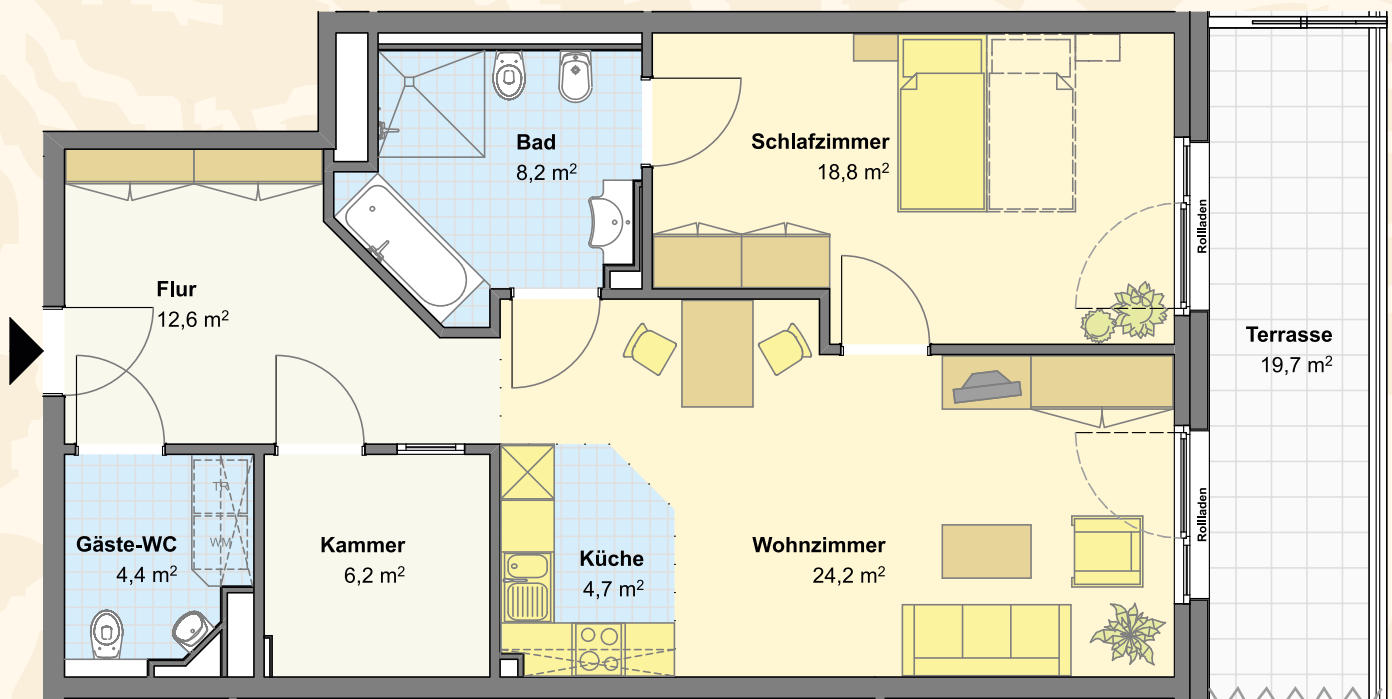 Bad
8,2 m²
Schlafzimmer
18,8 m²
Rollladen
Flur
12,6 m²
Terrasse
19,7 m²
TR
WM
Gäste-WC
4,4 m²
Kammer
6,2 m²
Küche
4,7 m²
Wohnzimmer
24,2 m²
Rollladen